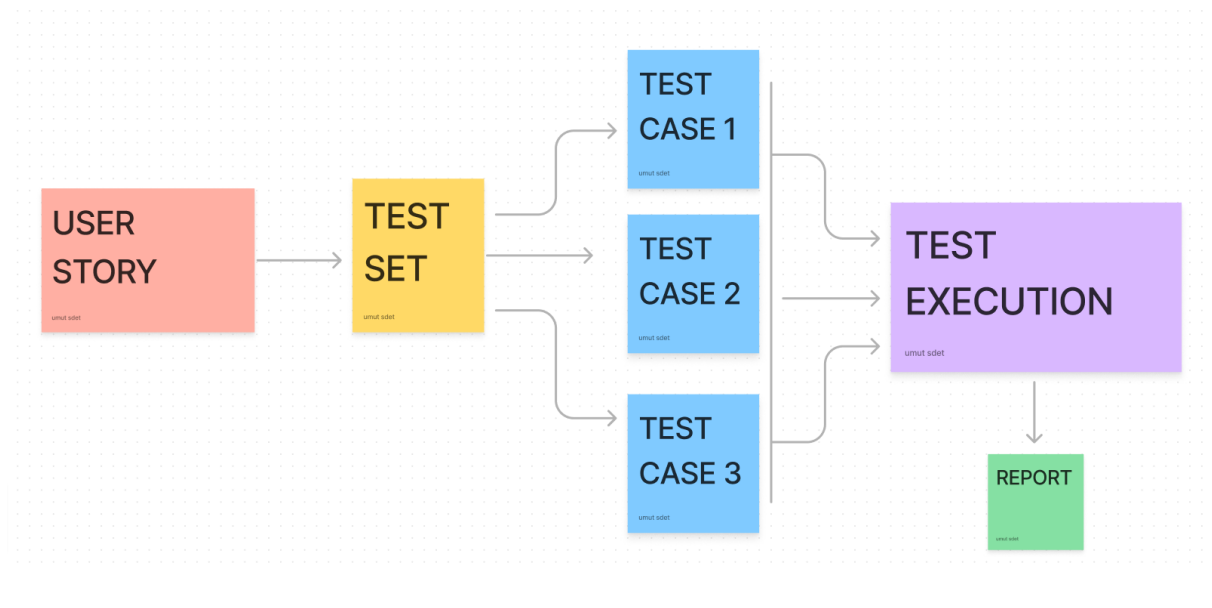 USER
STORY
umut sdet
TEST
SET
umut sdet
TEST
CASE 1
umut sdet
TEST
CASE 2
umut sdet
TEST
CASE 3
umut sdet
TEST
EXECUTION
umut sdet
REPORT
umut sdet